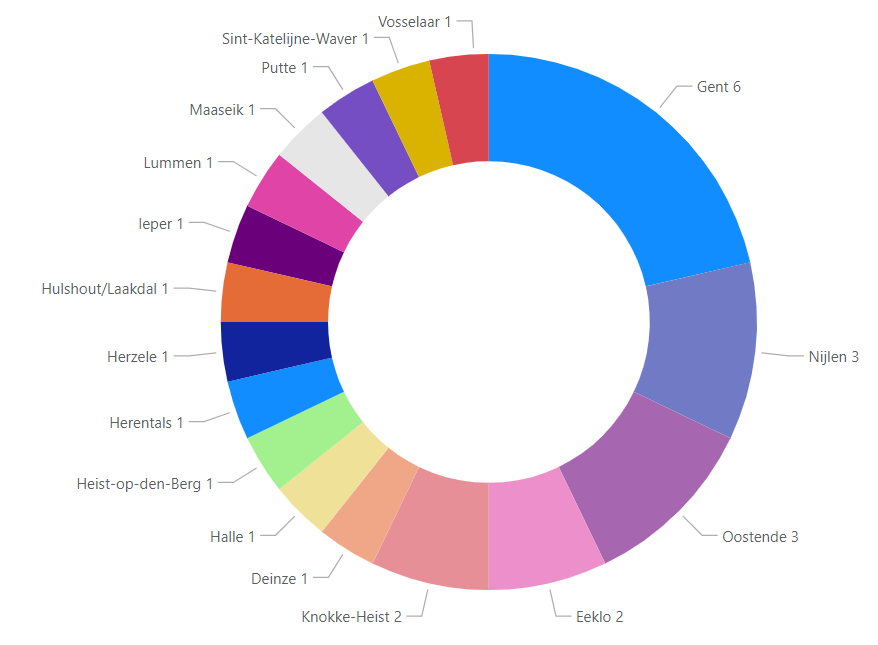 Vosselaar 1
Sint-Katelijne-Waver 1
Putte 1
Maaseik 1
Lummen 1
Ieper 1
Hulshout/Laakdal 1
Herzele 1
Herentals 1
Heist-op-den-Berg 1
Halle 1
Deinze 1
Knokke-Heist 2
Eeklo 2
Oostende 3
Nijlen 3
Gent 6